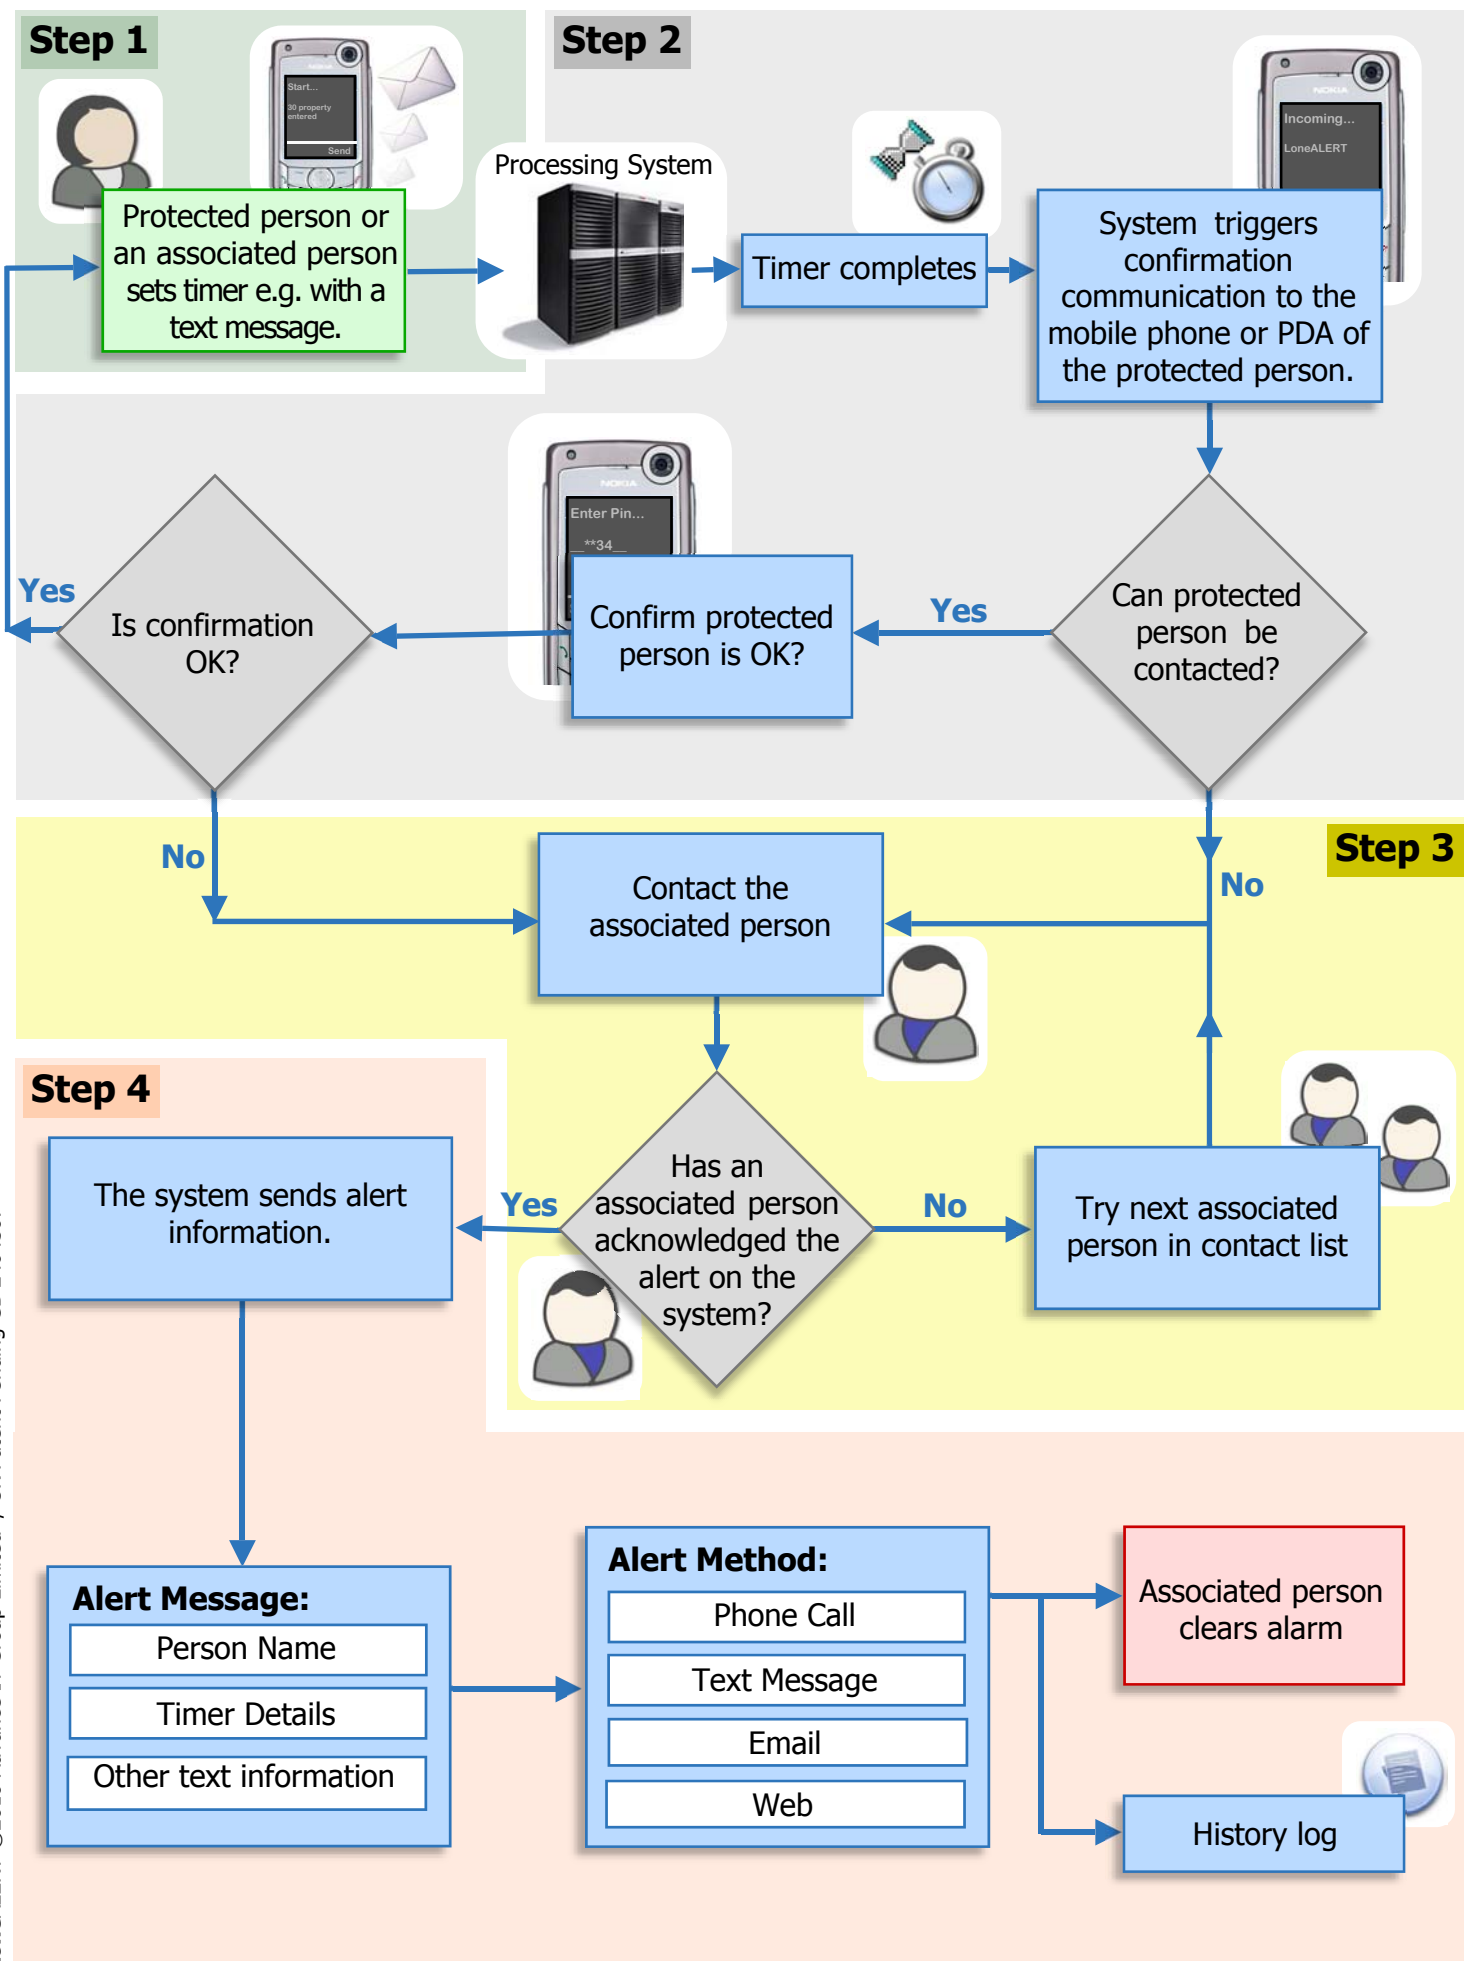 Step 1
Start...
30 property
entered
Send
Protected person or
an associated person
sets timer e.g. with a
text message.
Step 2
Processing System
Timer completes
NOKIA
Incoming...
LoneALERT
System triggers
confirmation
communication to the
mobile phone or PDA of
the protected person.
Can protected
person be
contacted?
Yes
NOKIA
Enter Pin...
__**34__
Confirm protected
person is OK?
Is confirmation
OK?
Yes
No
Step 3
No
Contact the
associated person
Has an
associated person
acknowledged the
alert on the
system?
Yes
No
Try next associated
person in contact list
Step 4
The system sends alert
information.
Alert Message:
Person Name
Timer Details
Other text information
Alert Method:
Phone Call
Text Message
Email
Web
Associated person
clears alarm
History log